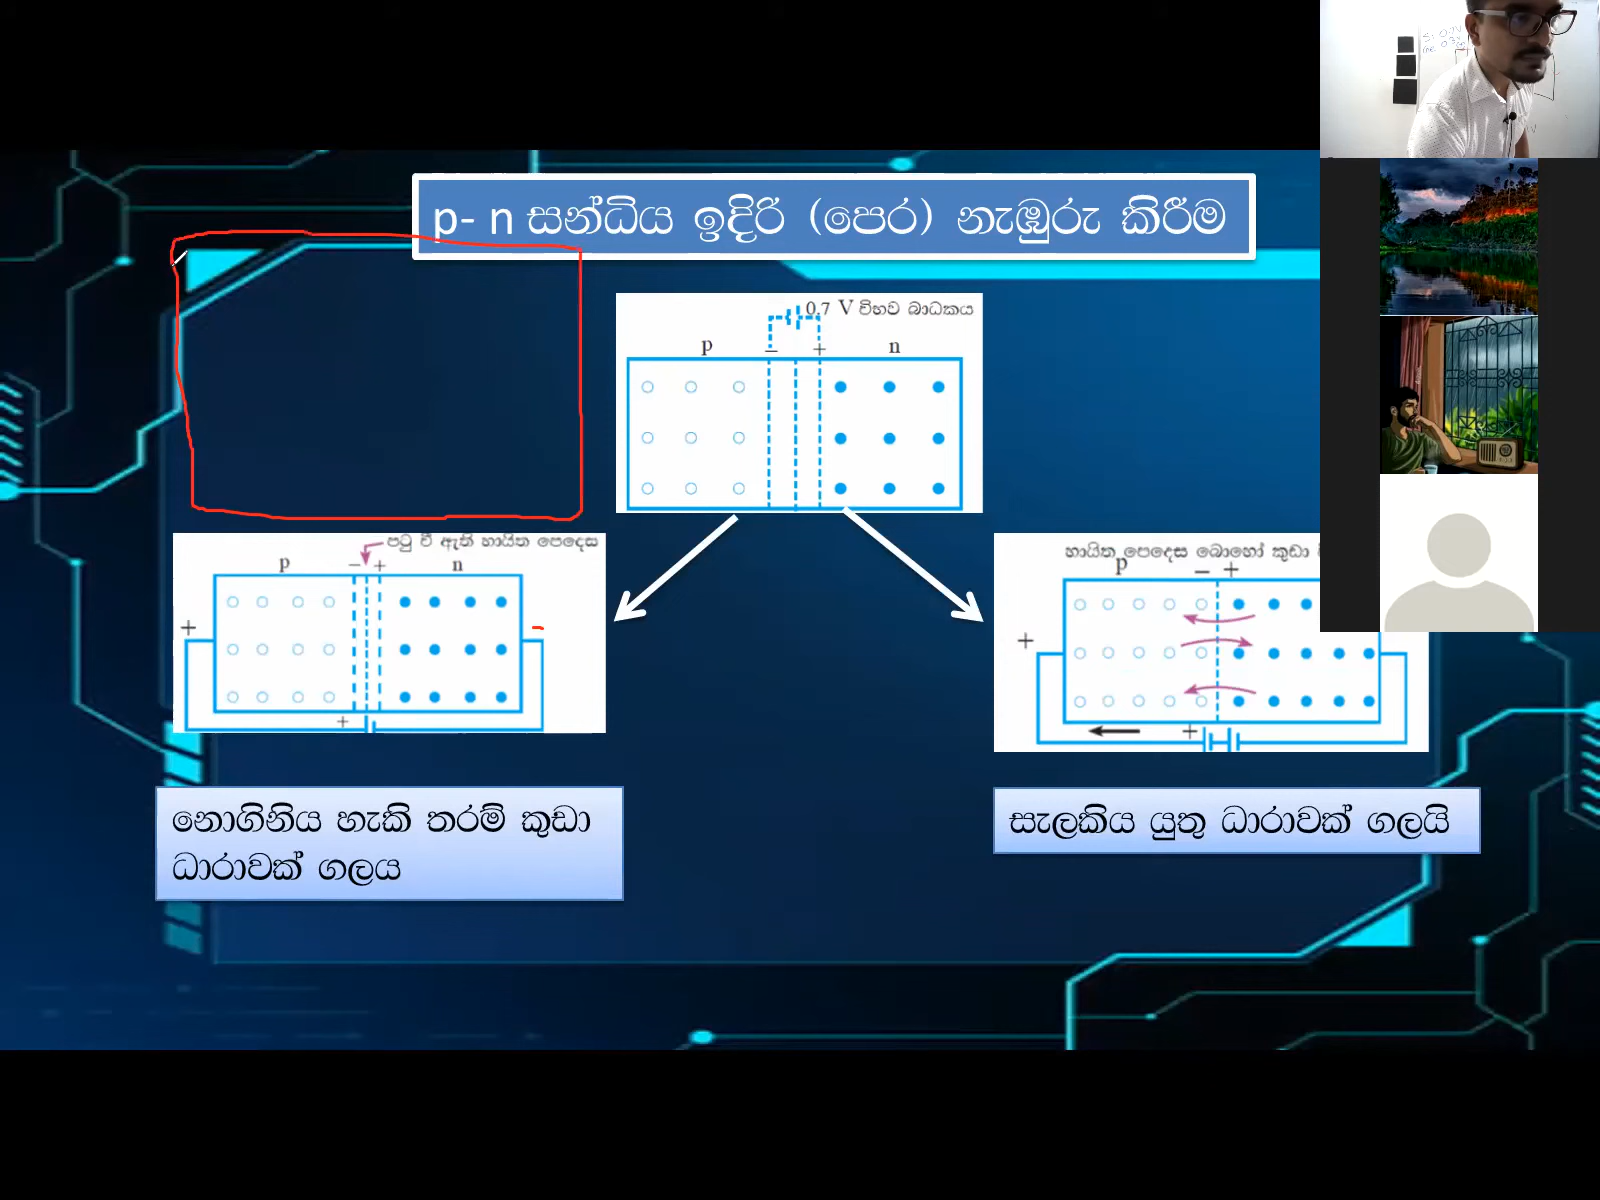 p- n සන්ධිය ඉදිරි (පෙර) නැඹුරු කිරීම
0.7 V විභව බාධකය
p - + n
පටු වී ඇති හායිත පෙදෙස
p - + n
+ -
+
හායිත පෙදෙස බොහෝ කුඩා
p - +
+
+
නොගිනිය හැකි තරම් කුඩා
ධාරාවක් ගලය
සැලකිය යුතු ධාරාවක් ගලයි